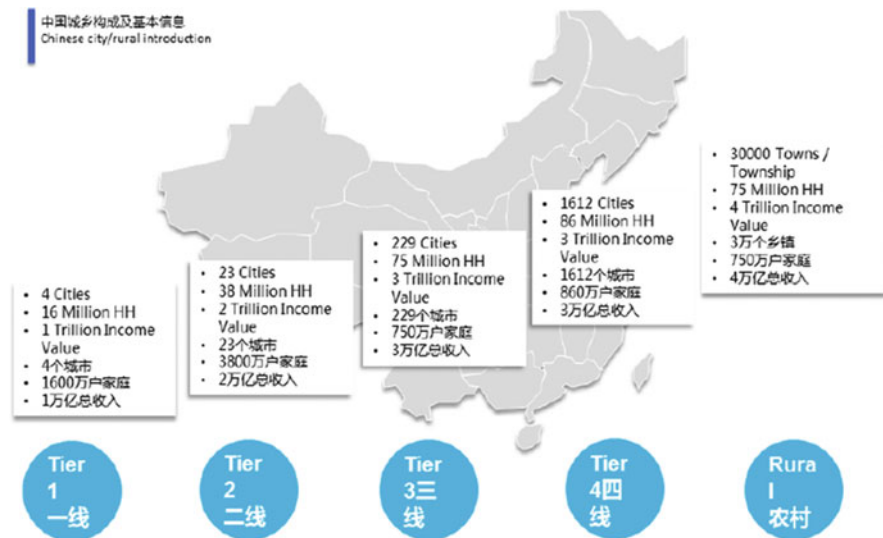 中国城乡构成及基本信息
Chinese city/rural introduction
• 4 Cities
• 16 Million HH
• 1 Trillion Income
Value
• 4个城市
• 1600万户家庭
• 1万亿总收入
• 23 Cities
• 38 Million HH
• 2 Trillion Income
Value
• 23个城市
• 3800万户家庭
• 2万亿总收入
• 229 Cities
• 75 Million HH
• 3 Trillion Income
Value
• 229个城市
• 750万户家庭
• 3万亿总收入
• 1612 Cities
• 86 Million HH
• 3 Trillion Income
Value
• 1612个城市
• 860万户家庭
• 3万亿总收入
• 30000 Towns /
Township
• 75 Million HH
• 4 Trillion Income
Value
• 3万个乡镇
• 750万户家庭
• 4万亿总收入
Tier
1
一线
Tier
2
二线
Tier
3三
线
Tier
4四
线
Rura
l
农村